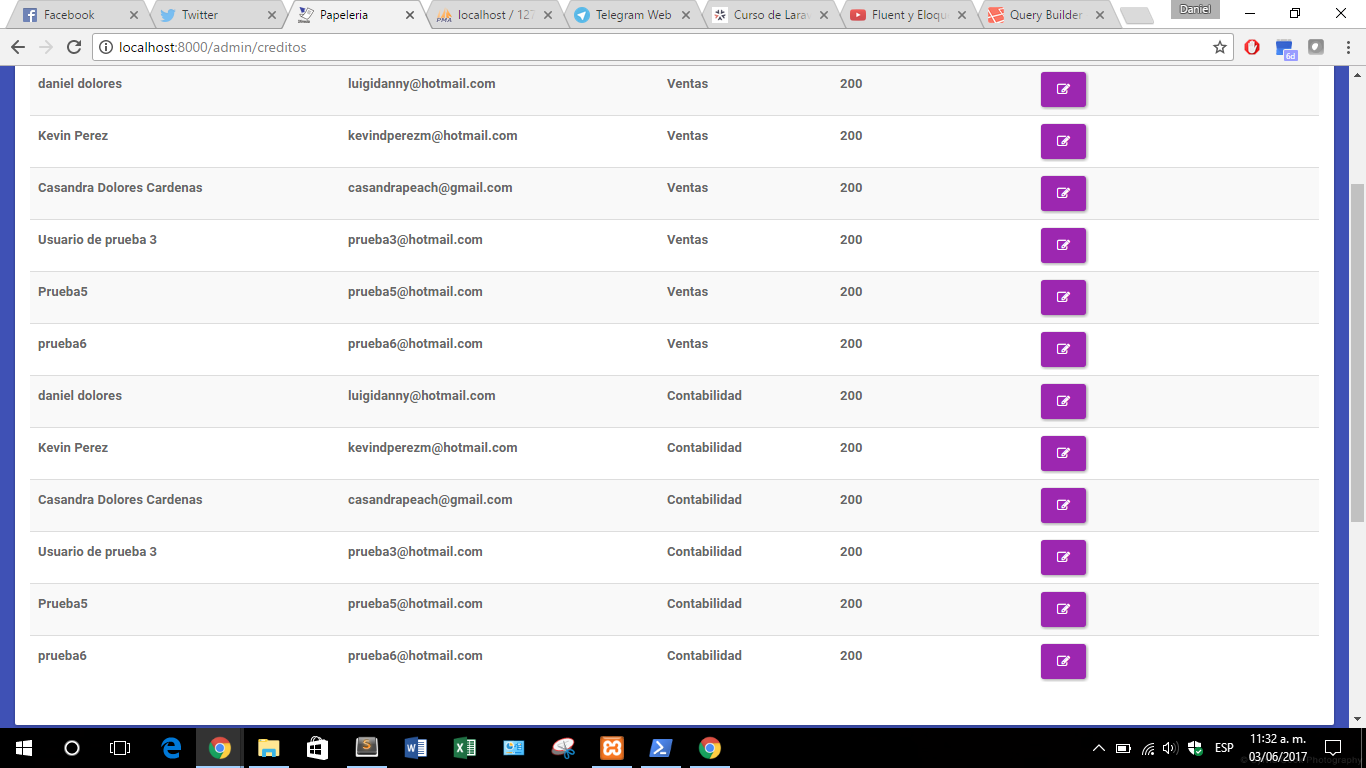 Daniel
Facebook
Twitter
Papeleria
localhost / 127
Telegram Web
Curso de Lara
Fluent y Eloqu
Query Builder
localhost:8000/admin/creditos
6d
daniel dolores luigidanny@hotmail.com Ventas 200
Kevin Perez kevindperezm@hotmail.com Ventas 200
Casandra Dolores Cardenas casandrapeach@gmail.com Ventas 200
Usuario de prueba 3 prueba3@hotmail.com Ventas 200
Prueba5 prueba5@hotmail.com Ventas 200
prueba6 prueba6@hotmail.com Ventas 200
daniel dolores luigidanny@hotmail.com Contabilidad 200
Kevin Perez kevindperezm@hotmail.com Contabilidad 200
Casandra Dolores Cardenas casandrapeach@gmail.com Contabilidad 200
Usuario de prueba 3 prueba3@hotmail.com Contabilidad 200
Prueba5 prueba5@hotmail.com Contabilidad 200
prueba6 prueba6@hotmail.com Contabilidad 200
ESP
11:32 a. m.
03/06/2017